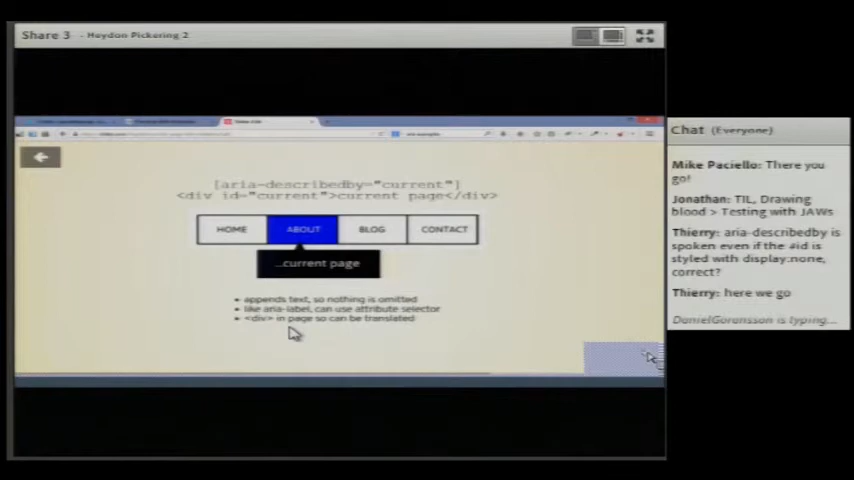 Share 3 - Heydon Pickering 2
[aria-describedby="current"]
<div id="current">current page</div>
HOME ABOUT BLOG CONTACT
...current page
appends text, so nothing is omitted
like aria-label, can use attribute selector
<div> in page so can be translated
Chat (Everyone)
Mike Paciello: There you
go!
Jonathan: TIL, Drawing
blood > Testing with JAWs
Thierry: aria-describedby is
spoken even if the #id is
styled with display:none,
correct?
Thierry: here we go
DanielGoransson is typing...